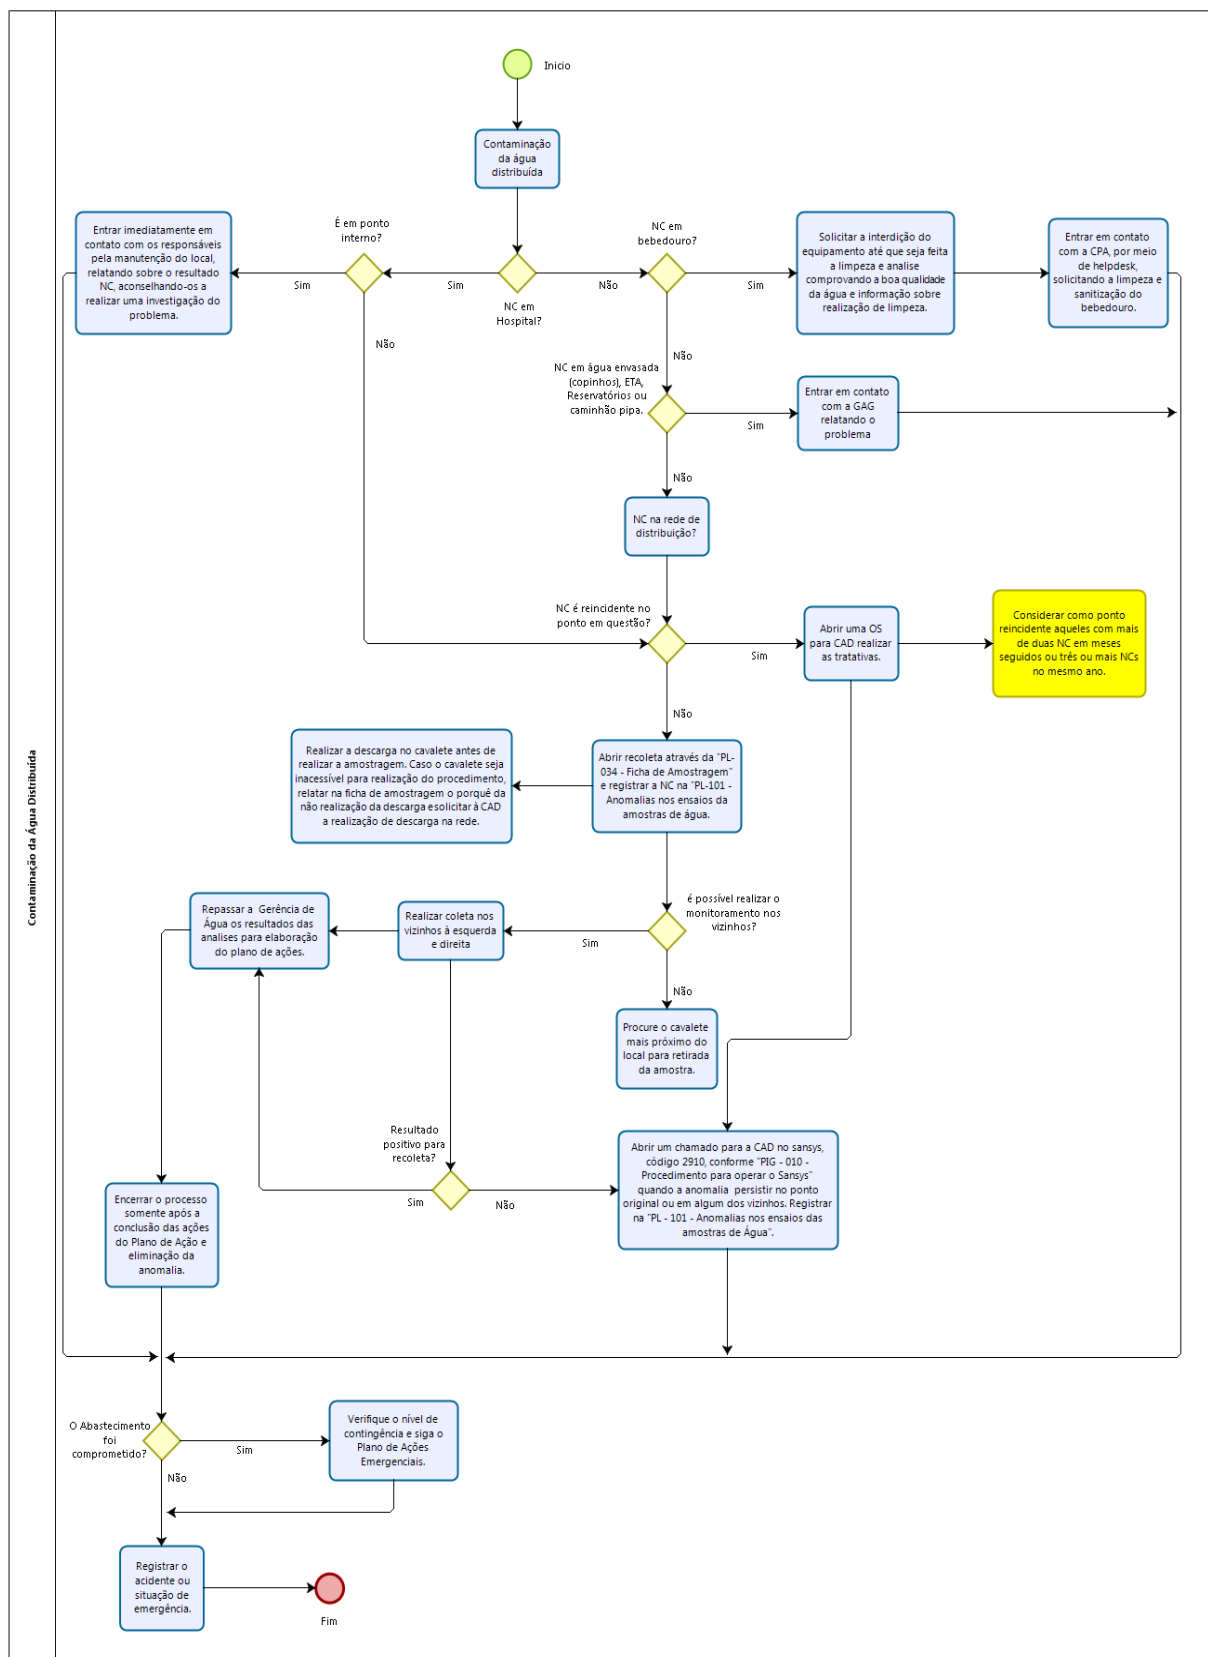 Contaminação da Água Distribuída
Inicio
Contaminação
da água
distribuída
É em ponto
interno?
NC em
bebedouro?
Entrar imediatamente em
contato com os responsáveis
pela manutenção do local,
relatando sobre o resultado
NC, aconselhando-os a
realizar uma investigação do
problema.
Sim
Sim
NC em
Hospital?
Não
Sim
Solicitar a interdição do
equipamento até que seja feita
a limpeza e analise
comprovando a boa qualidade
da água e informação sobre
realização de limpeza.
Entrar em contato
com a CPA, por meio
de helpdesk,
solicitando a limpeza e
sanitização do
bebedouro.
Não
Não
NC em água envasada
(copinhos), ETA,
Reservatórios ou
caminhão pipa.
Sim
Entrar em contato
com a GAG
relatando o
problema
Não
NC na rede de
distribuição?
NC é reincidente no
ponto em questão?
Sim
Abrir uma OS
para CAD realizar
as tratativas.
Considerar como ponto
reincidente aqueles com mais
de duas NC em meses
seguidos ou três ou mais NCs
no mesmo ano.
Não
Realizar a descarga no cavalete antes de
realizar a amostragem. Caso o cavalete seja
inacessível para realização do procedimento,
relatar na ficha de amostragem o porquê da
não realização da descarga esolicitar à CAD
a realização de descarga na rede.
Abrir recoleta através da "PL-
034 - Ficha de Amostragem"
e registrar a NC na "PL-101 -
Anomalias nos ensaios da
amostras de água.
é possível realizar o
monitoramento nos
vizinhos?
Repassar a  Gerência de
Água os resultados das
analises para elaboração
do plano de ações.
Realizar coleta nos
vizinhos à esquerda
e direita
Sim
Não
Procure o cavalete
mais próximo do
local para retirada
da amostra.
Resultado
positivo para
recoleta?
Sim
Não
Abrir um chamado para a CAD no sansys,
código 2910, conforme "PIG - 010 -
Procedimento para operar o Sansys"
quando a anomalia  persistir no ponto
original ou em algum dos vizinhos. Registrar
na "PL - 101 - Anomalias nos ensaios das
amostras de Água".
Encerrar o processo
somente após a
conclusão das ações
do Plano de Ação e
eliminação da
anomalia.
O Abastecimento
foi
comprometido?
Sim
Verifique o nível de
contingência e siga o
Plano de Ações
Emergenciais.
Não
Registrar o
acidente ou
situação de
emergência.
Fim